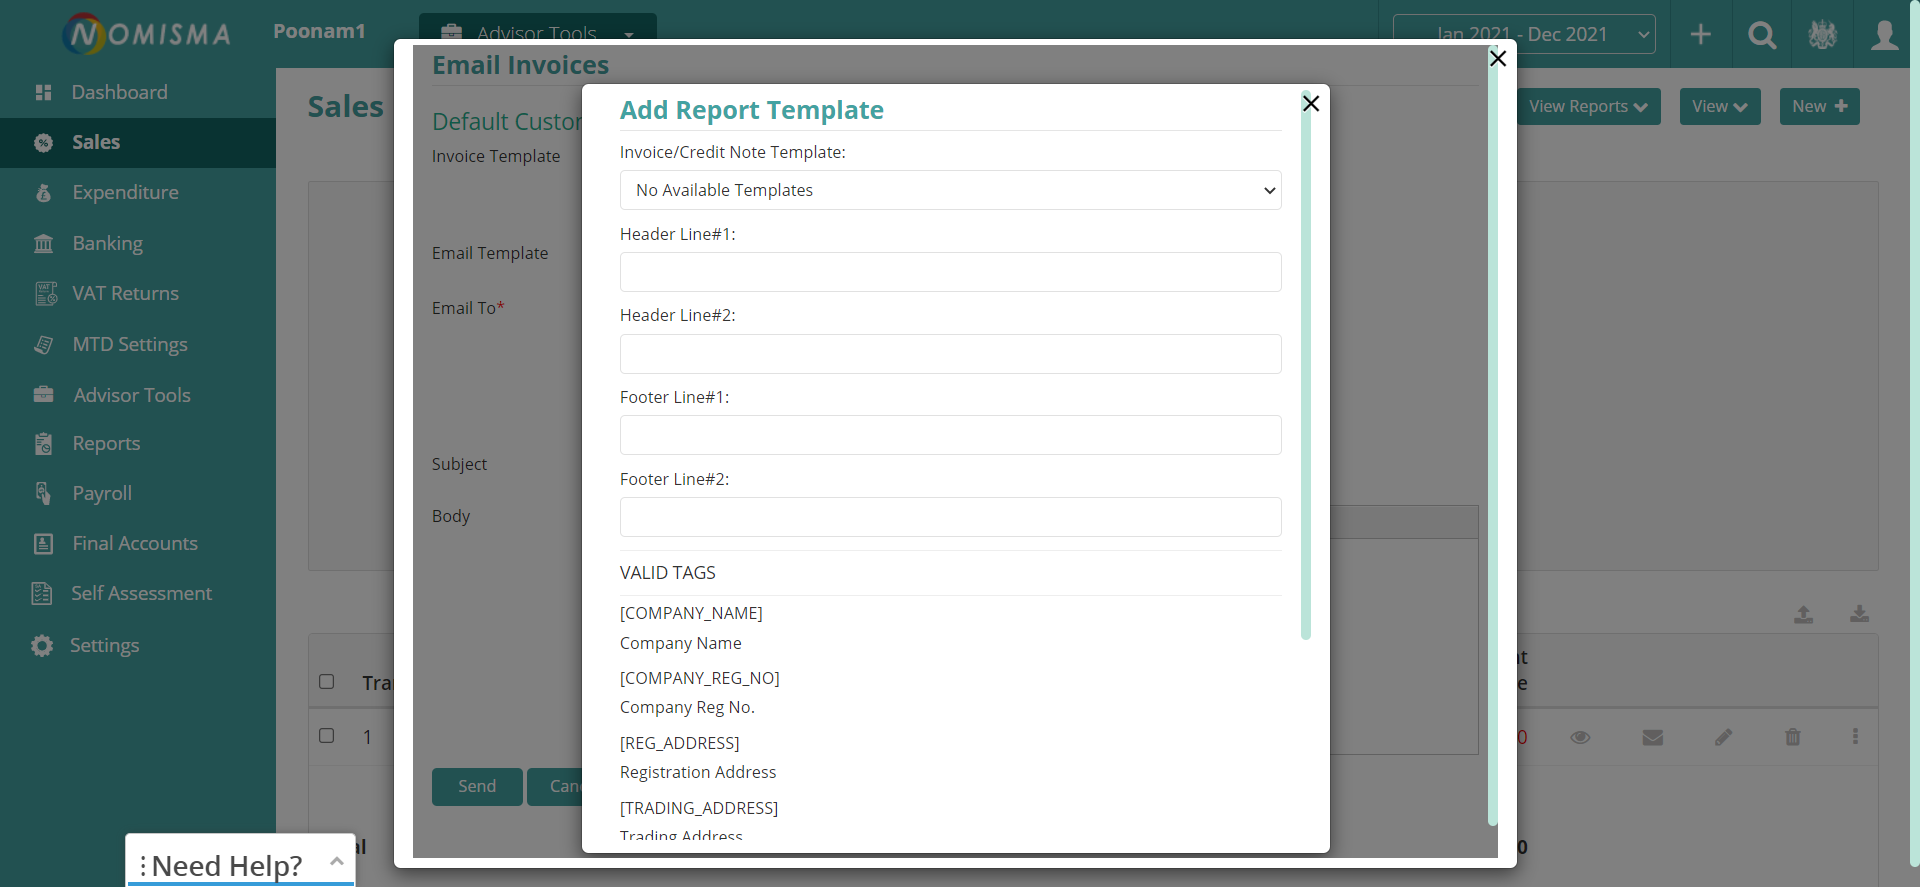 NOMISMA
Poonam1
Advisor Tools
Jan 2021 - Dec 2021
Dashboard
Sales
Expenditure
Banking
VAT Returns
MTD Settings
Advisor Tools
Reports
Payroll
Final Accounts
Self Assessment
Settings
Sales
View Reports
View
New
Email Invoices
Default Custor
Invoice Template
Email Template
Email To*
Subject
Body
Send
Can
Add Report Template
Invoice/Credit Note Template:
No Available Templates
Header Line#1:
Header Line#2:
Footer Line#1:
Footer Line#2:
VALID TAGS
[COMPANY_NAME]
Company Name
[COMPANY_REG_NO]
Company Reg No.
[REG_ADDRESS]
Registration Address
[TRADING_ADDRESS]
Trading Address
Tra
1
al
t
e
0
0
Need Help?